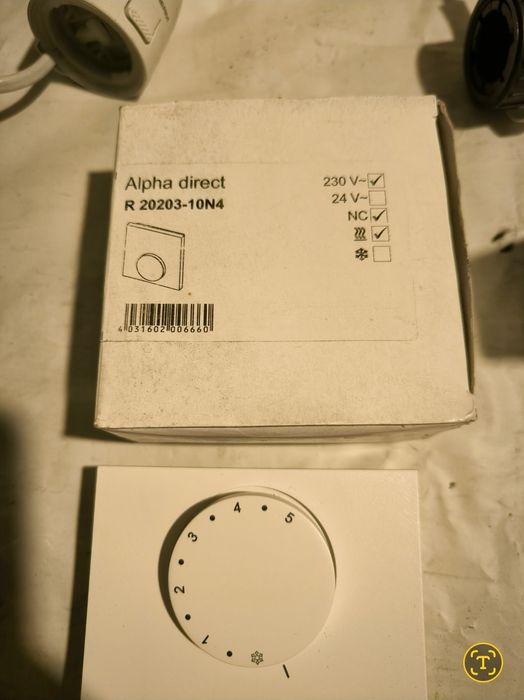 Alpha direct
R 20203-10N4
230 V~
24 V~
NC
4 031602 006660
5
4
3
2
1
T